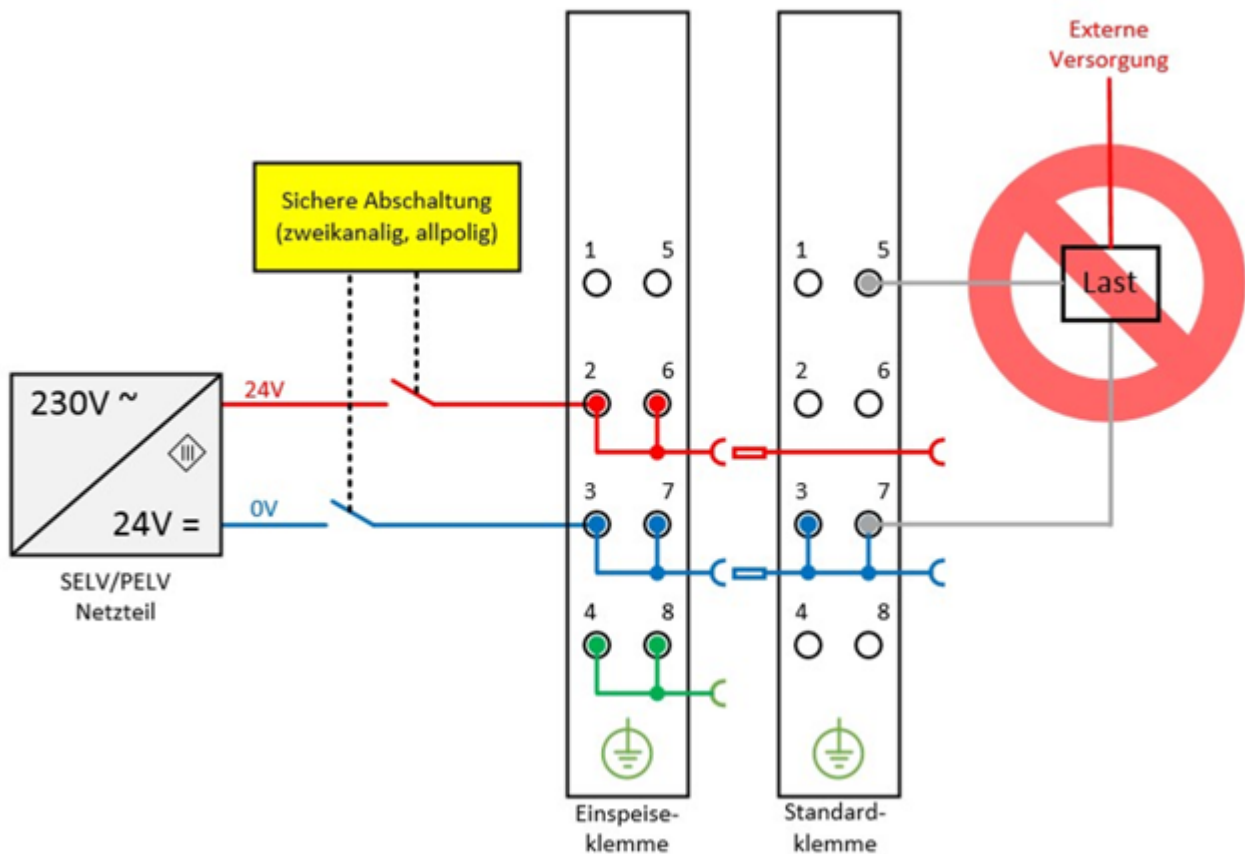 Externe
Versorgung
Sichere Abschaltung
(zweikanalig, allpolig)
1 5
1 5
Last
230V ~
24V
2 6
2 6
III
24V =
0V
3 7
3 7
SELV/PELV
Netzteil
4 8
4 8
Einspeise-
klemme
Standard-
klemme